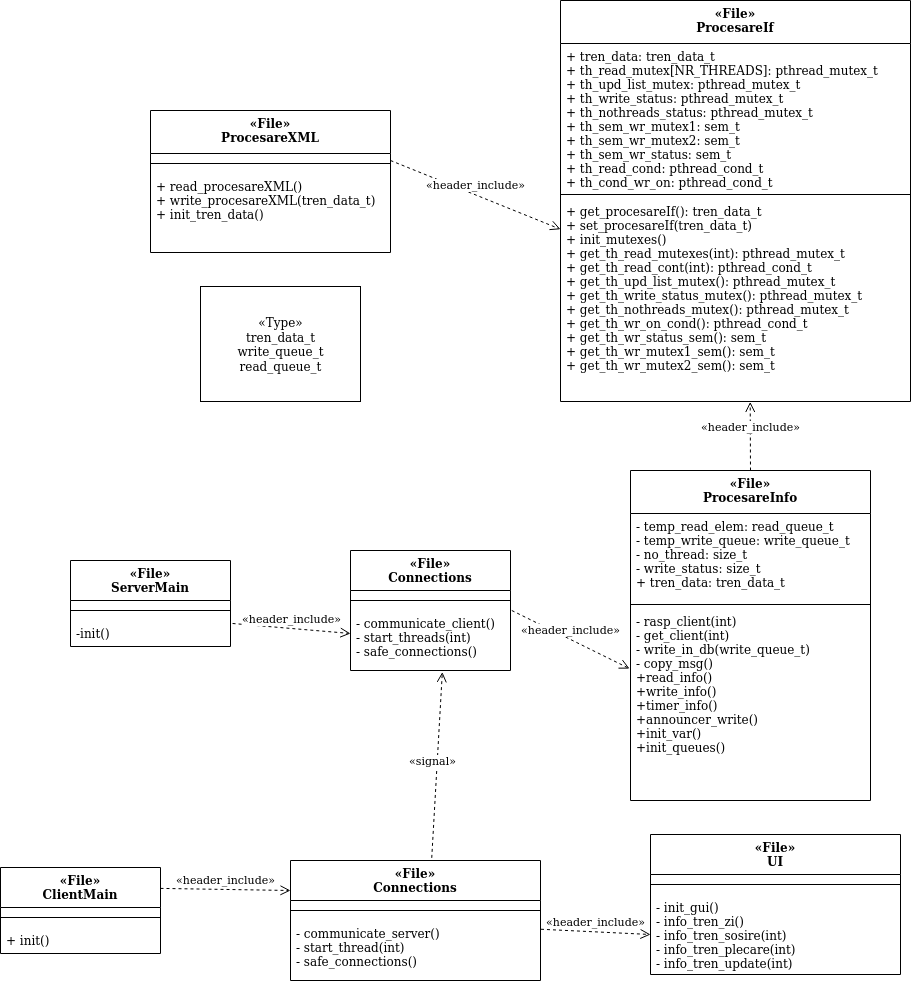 «File»
ProcesareIf
+ tren_data: tren_data_t
+ th_read_mutex[NR_THREADS]: pthread_mutex_t
+ th_upd_list_mutex: pthread_mutex_t
+ th_write_status: pthread_mutex_t
+ th_nothreads_status: pthread_mutex_t
+ th_sem_wr_mutex1: sem_t
+ th_sem_wr_mutex2: sem_t
+ th_sem_wr_status: sem_t
+ th_read_cond: pthread_cond_t
+ th_cond_wr_on: pthread_cond_t
+ get_procesareIf(): tren_data_t
+ set_procesareIf(tren_data_t)
+ init_mutexes()
+ get_th_read_mutexes(int): pthread_mutex_t
+ get_th_read_cont(int): pthread_cond_t
+ get_th_upd_list_mutex(): pthread_mutex_t
+ get_th_write_status_mutex(): pthread_mutex_t
+ get_th_nothreads_mutex(): pthread_mutex_t
+ get_th_wr_on_cond(): pthread_cond_t
+ get_th_wr_status_sem(): sem_t
+ get_th_wr_mutex1_sem(): sem_t
+ get_th_wr_mutex2_sem(): sem_t
«File»
ProcesareXML
+ read_procesareXML()
+ write_procesareXML(tren_data_t)
+ init_tren_data()
«header_include»
«Type»
tren_data_t
write_queue_t
read_queue_t
«header_include»
«File»
ProcesareInfo
- temp_read_elem: read_queue_t
- temp_write_queue: write_queue_t
- no_thread: size_t
- write_status: size_t
+ tren_data: tren_data_t
- rasp_client(int)
- get_client(int)
- write_in_db(write_queue_t)
- copy_msg()
+read_info()
+write_info()
+timer_info()
+announcer_write()
+init_var()
+init_queues()
«File»
ServerMain
-init()
«header_include»
«File»
Connections
- communicate_client()
- start_threads(int)
- safe_connections()
«header_include»
«signal»
«File»
ClientMain
+ init()
«header_include»
«File»
Connections
- communicate_server()
- start_thread(int)
- safe_connections()
«header_include»
«File»
UI
- init_gui()
- info_tren_zi()
- info_tren_sosire(int)
- info_tren_plecare(int)
- info_tren_update(int)